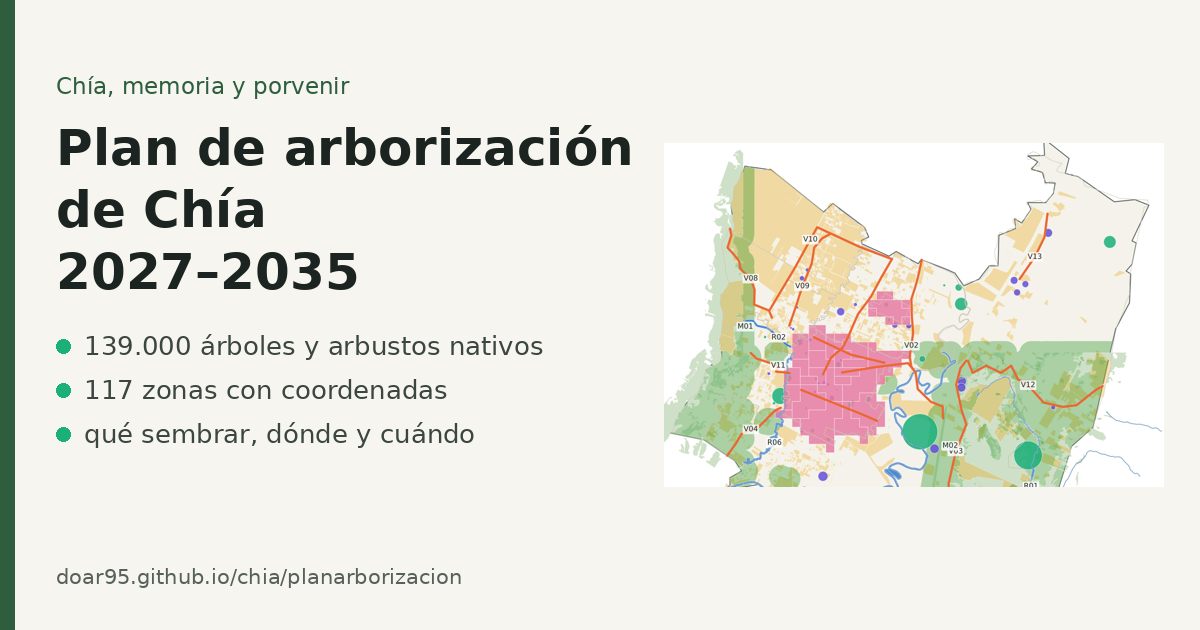 Chía, memoria y porvenir
Plan de arborización
de Chía
2027–2035
139.000 árboles y arbustos nativos
117 zonas con coordenadas
qué sembrar, dónde y cuándo
doar95.github.io/chia/planarborizacion
V10
V13
V08
V09
M01
R02
V02
V11
V12
V04
R06
M02
V03
R01